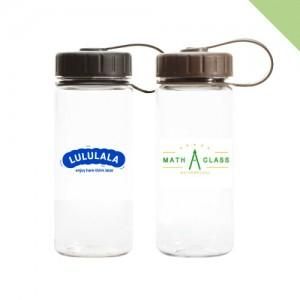 LULULALA
enjoy here think later
MATH A CLASS